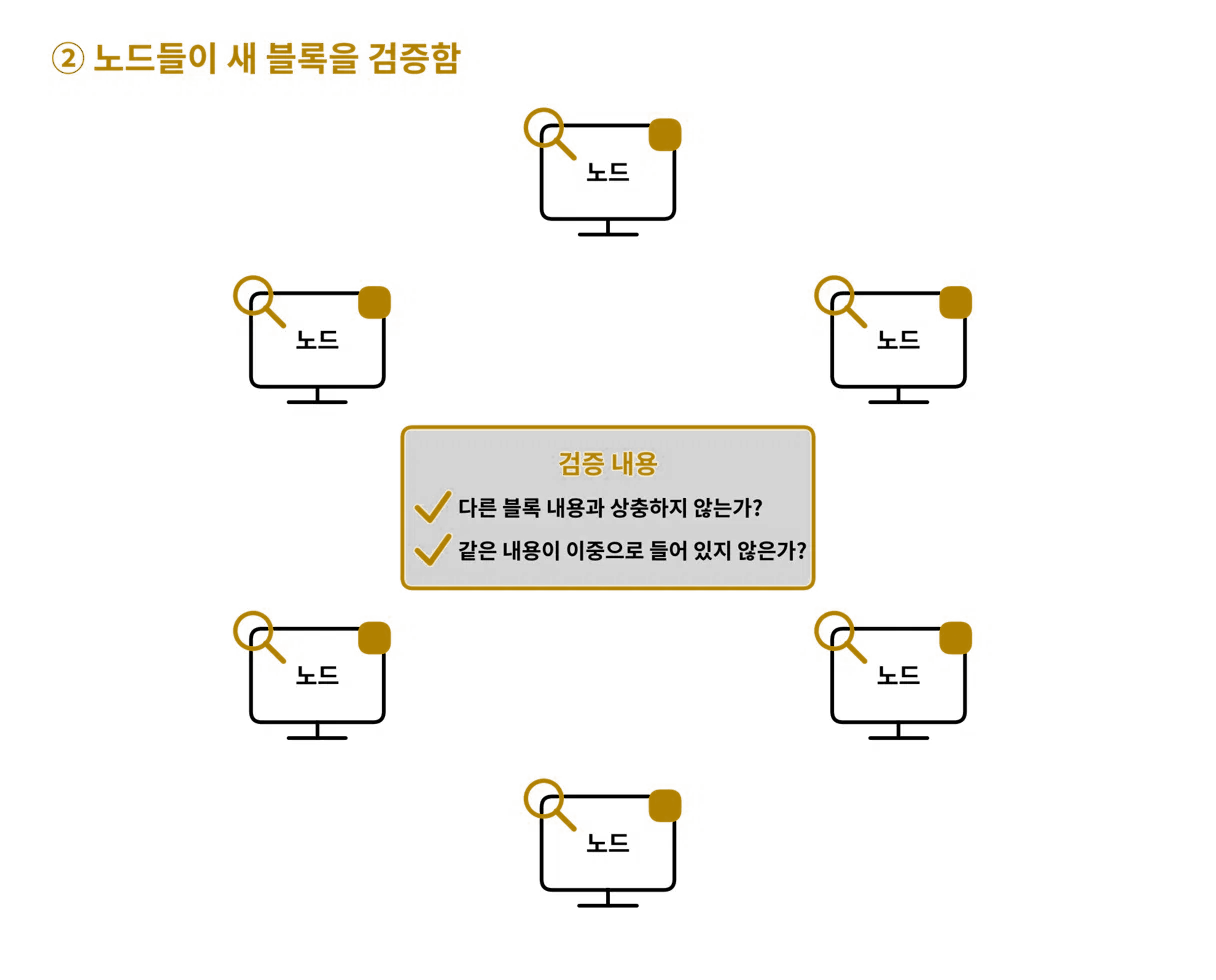 ② 노드들이 새 블록을 검증함
노드
노드
노드
검증 내용
다른 블록 내용과 상충하지 않는가?
같은 내용이 이중으로 들어 있지 않은가?
노드
노드
노드